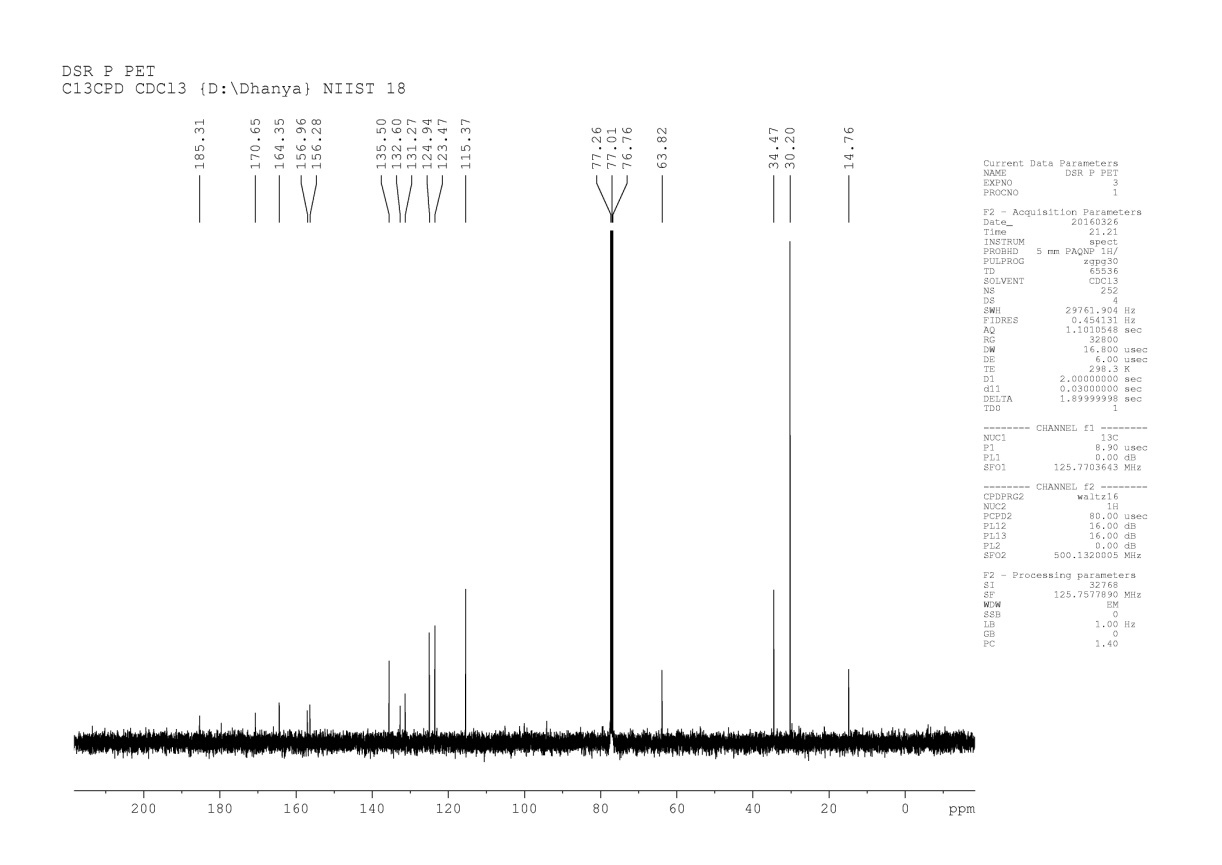 DSR P PET
C13CPD CDCl3 {D:\Dhanya} NIIST 18
185.31
170.65
164.35
156.96
156.28
135.50
132.60
131.27
124.94
123.47
115.37
77.26
77.01
76.76
63.82
34.47
30.20
14.76
Current Data Parameters
NAME DSR P PET
EXPNO 3
PROCNO 1
F2 - Acquisition Parameters
Date_ 20160326
Time 21.21
INSTRUM spect
PROBHD 5 mm PAQNP 1H/
PULPROG zgpg30
TD 65536
SOLVENT CDCl3
NS 252
DS 4
SWH 29761.904 Hz
FIDRES 0.454131 Hz
AQ 1.1010548 sec
RG 32800
DW 16.800 usec
DE 6.00 usec
TE 298.3 K
D1 2.00000000 sec
d11 0.03000000 sec
DELTA 1.89999998 sec
TD0 1
-------- CHANNEL f1 --------
NUC1 13C
P1 8.90 usec
PL1 0.00 dB
SFO1 125.7703643 MHz
-------- CHANNEL f2 --------
CPDPRG2 waltz16
NUC2 1H
PCPD2 80.00 usec
PL12 16.00 dB
PL13 16.00 dB
PL2 0.00 dB
SFO2 500.1320005 MHz
F2 - Processing parameters
SI 32768
SF 125.7577890 MHz
WDW EM
SSB 0
LB 1.00 Hz
GB 0
PC 1.40
200 180 160 140 120 100 80 60 40 20 0 ppm